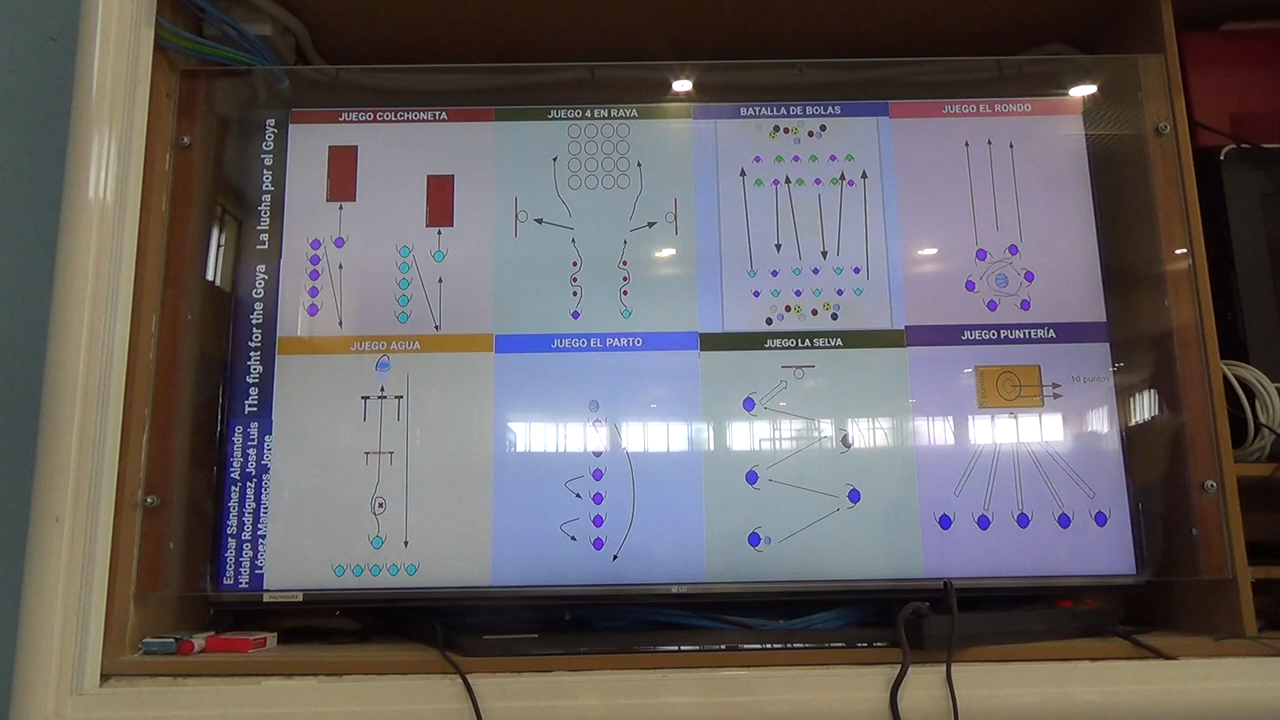 Escobar Sánchez, Alejandro
Hidalgo Rodríguez, José Luis
López Marruecos, Jorge
The fight for the Goya
La lucha por el Goya
JUEGO COLCHONETA
JUEGO 4 EN RAYA
BATALLA DE BOLAS
JUEGO EL RONDO
JUEGO AGUA
JUEGO EL PARTO
JUEGO LA SELVA
JUEGO PUNTERÍA
5 puntos
10 puntos
LG